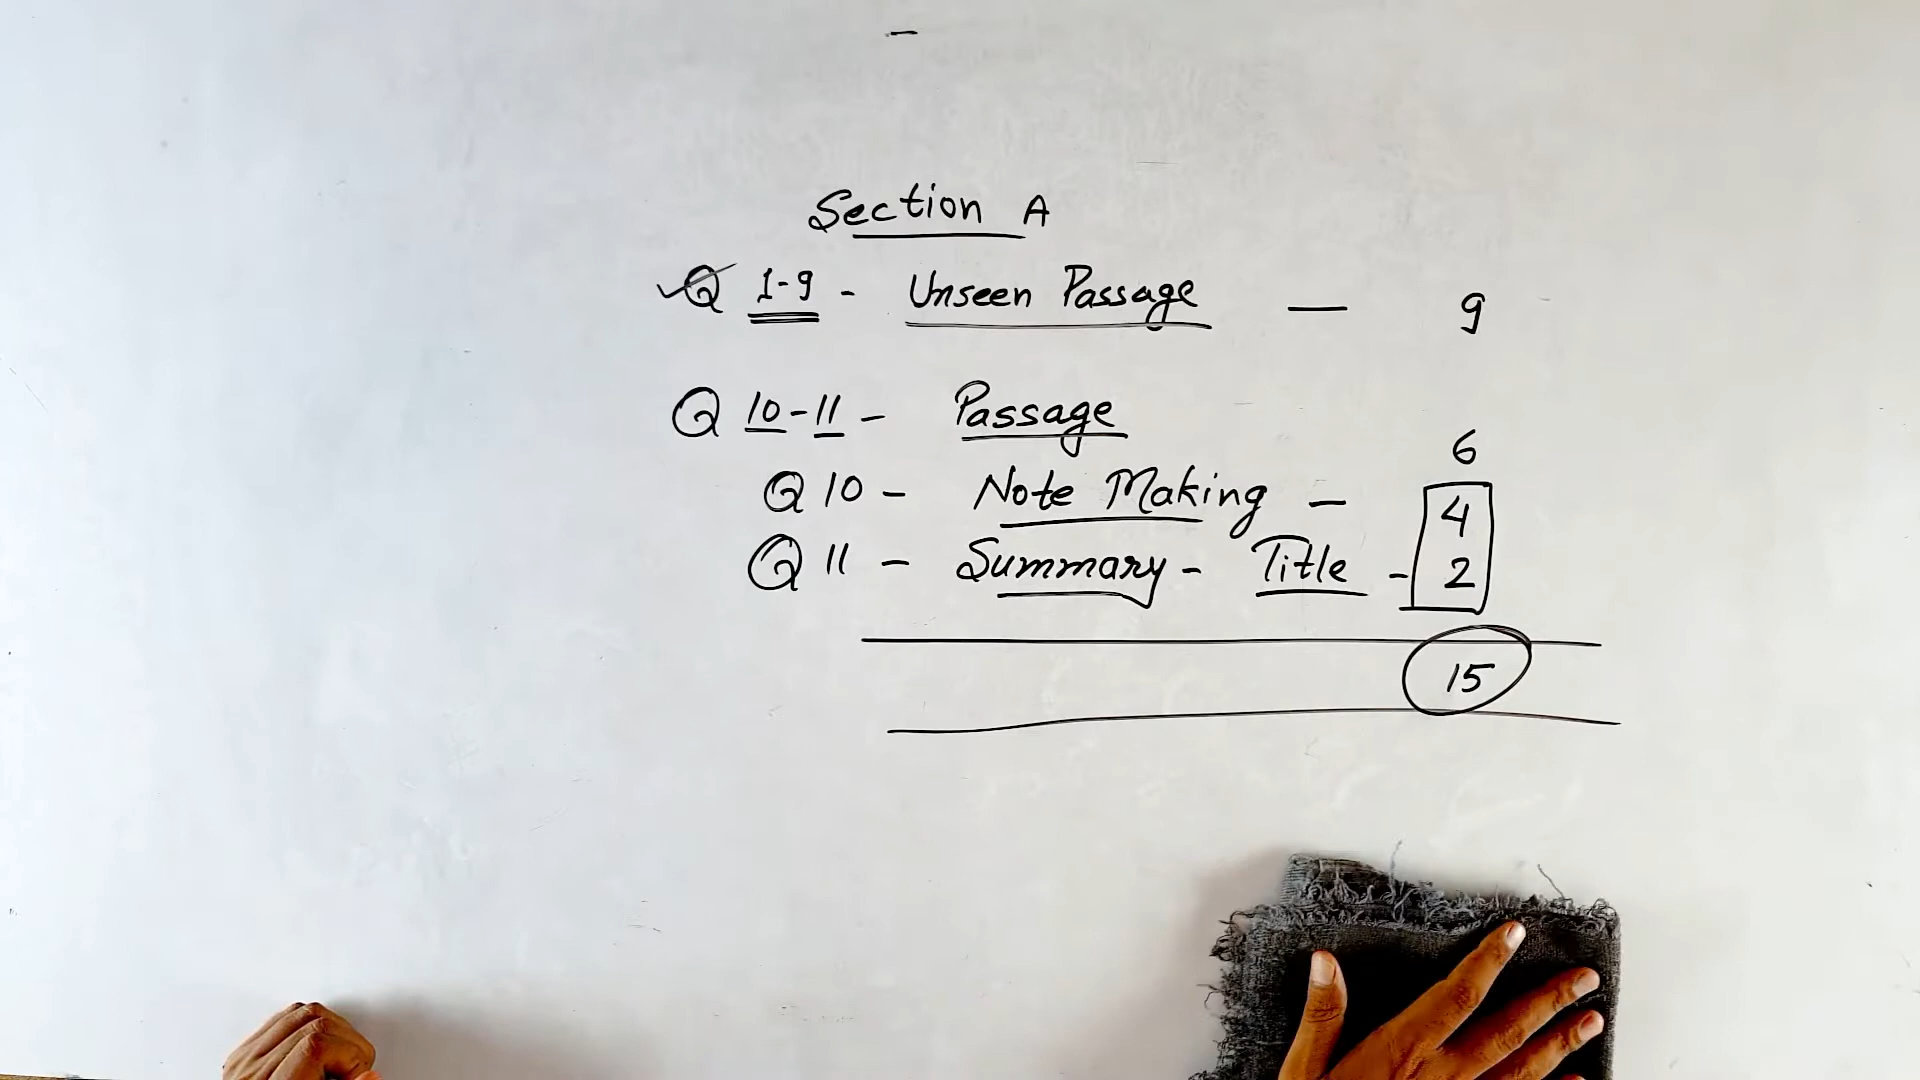 Section A
Q 1-9 - Unseen Passage — 9
Q 10-11 - Passage
6
Q 10 - Note Making - 4
Q 11 - Summary - Title - 2
15